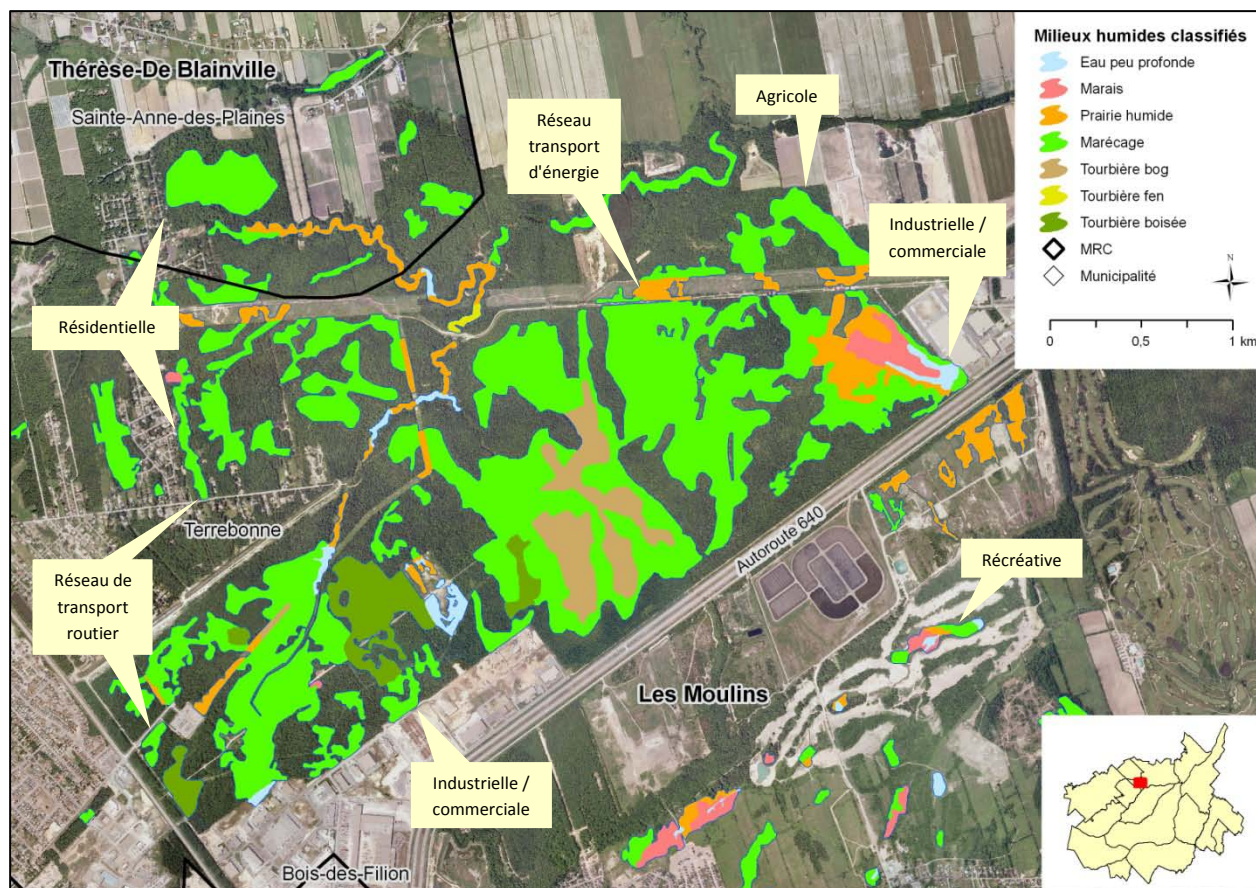 Thérèse-De Blainville
Sainte-Anne-des-Plaines
Réseau
transport
d'énergie
Agricole
Industrielle /
commerciale
Résidentielle
Terrebonne
Réseau de
transport
routier
Autoroute 640
Récréative
Les Moulins
Industrielle /
commerciale
Bois-des-Filion
Milieux humides classifiés
Eau peu profonde
Marais
Prairie humide
Marécage
Tourbière bog
Tourbière fen
Tourbière boisée
MRC
Municipalité
N
0 0,5 1 km